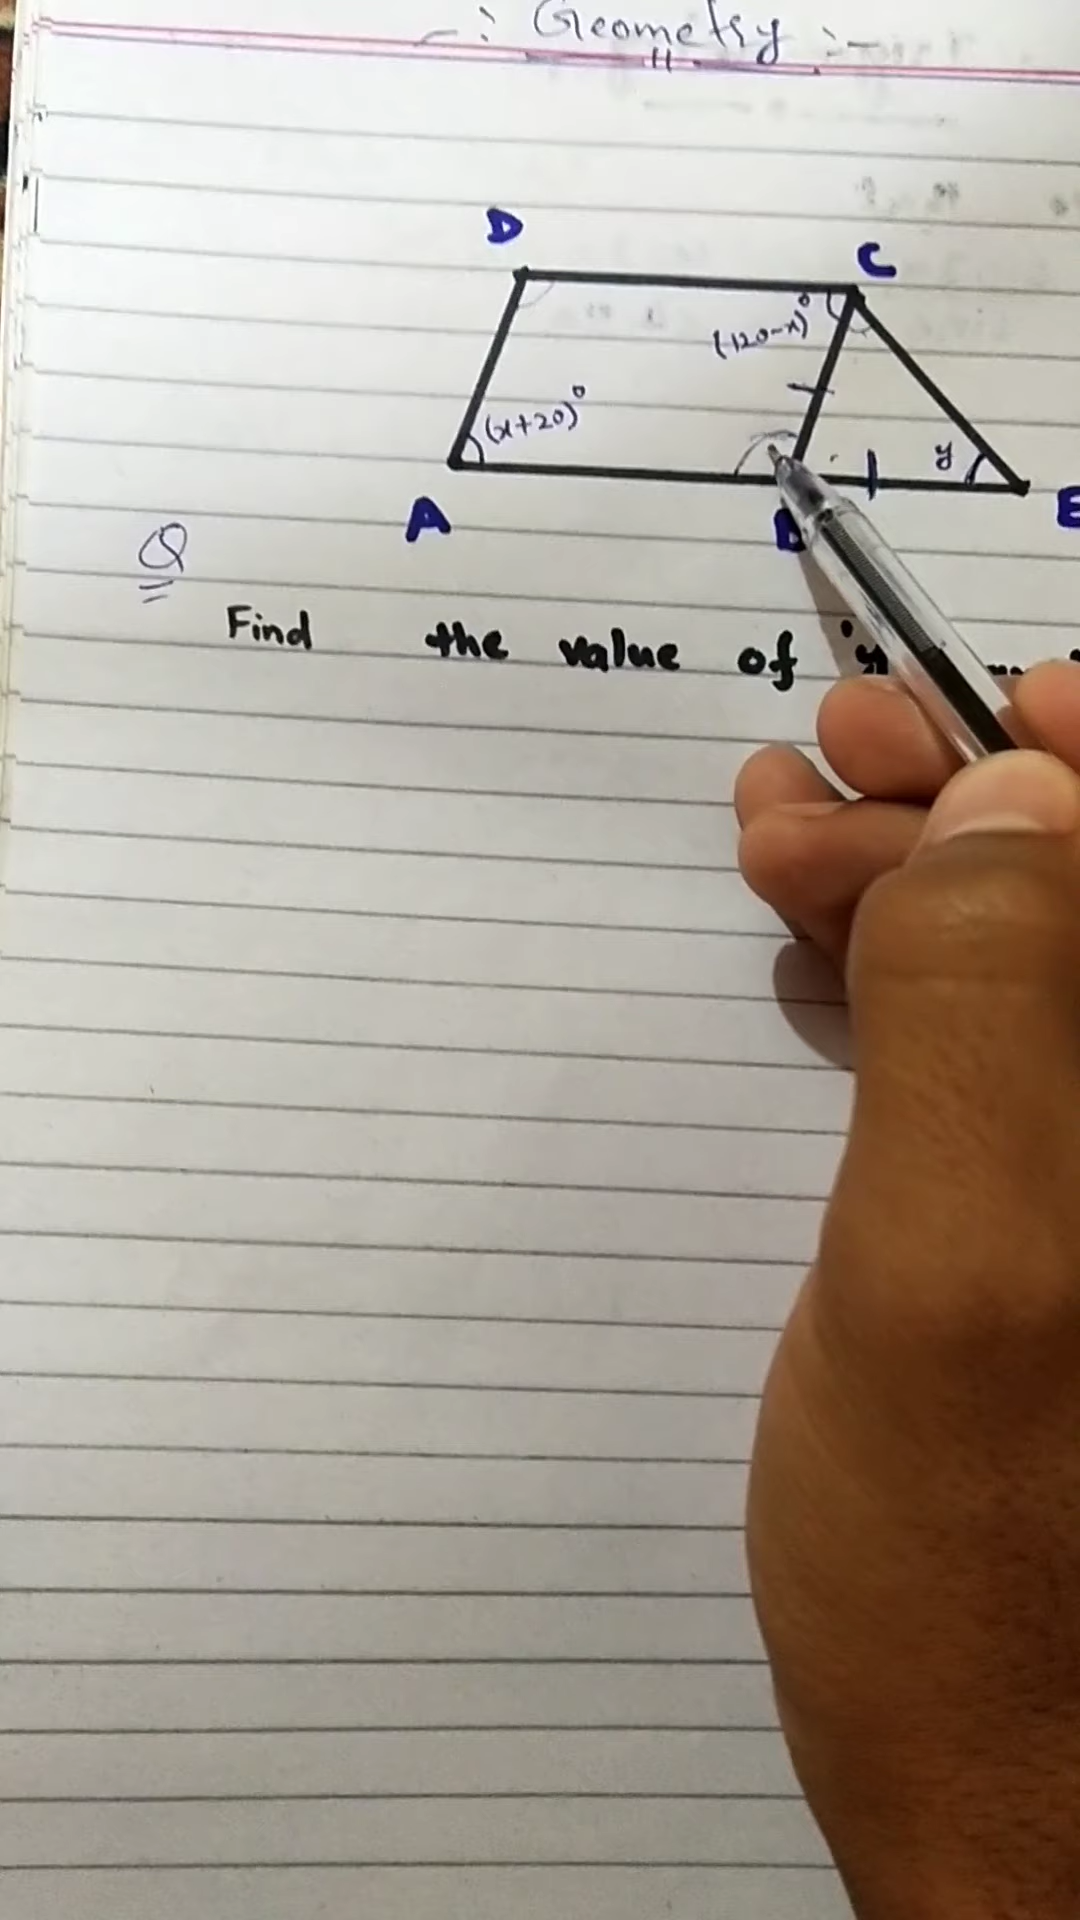 -: Geometry :-
D
C
(120-x)°
(x+20)°
y
A
B
E
Q
Find the value of 'y